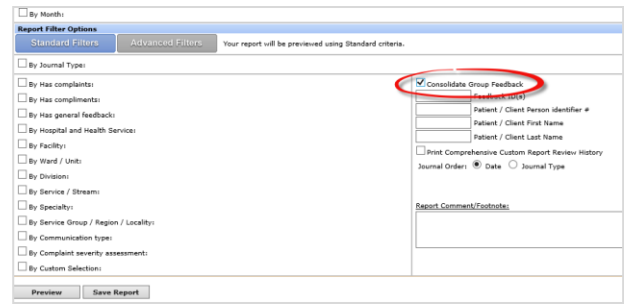 By Month:
Report Filter Options
Standard Filters Advanced Filters Your report will be previewed using Standard criteria.
By Journal Type:
By Has complaints:
By Has compliments:
By Has general feedback:
By Hospital and Health Service:
By Facility:
By Ward / Unit:
By Division:
By Service / Stream:
By Specialty:
By Service Group / Region / Locality:
By Communication type:
By Complaint severity assessment:
By Custom Selection:
Consolidate Group Feedback
Feedback ID(s)
Patient / Client Person identifier #
Patient / Client First Name
Patient / Client Last Name
Print Comprehensive Custom Report Review History
Journal Order: Date Journal Type
Report Comment/Footnote:
Preview Save Report